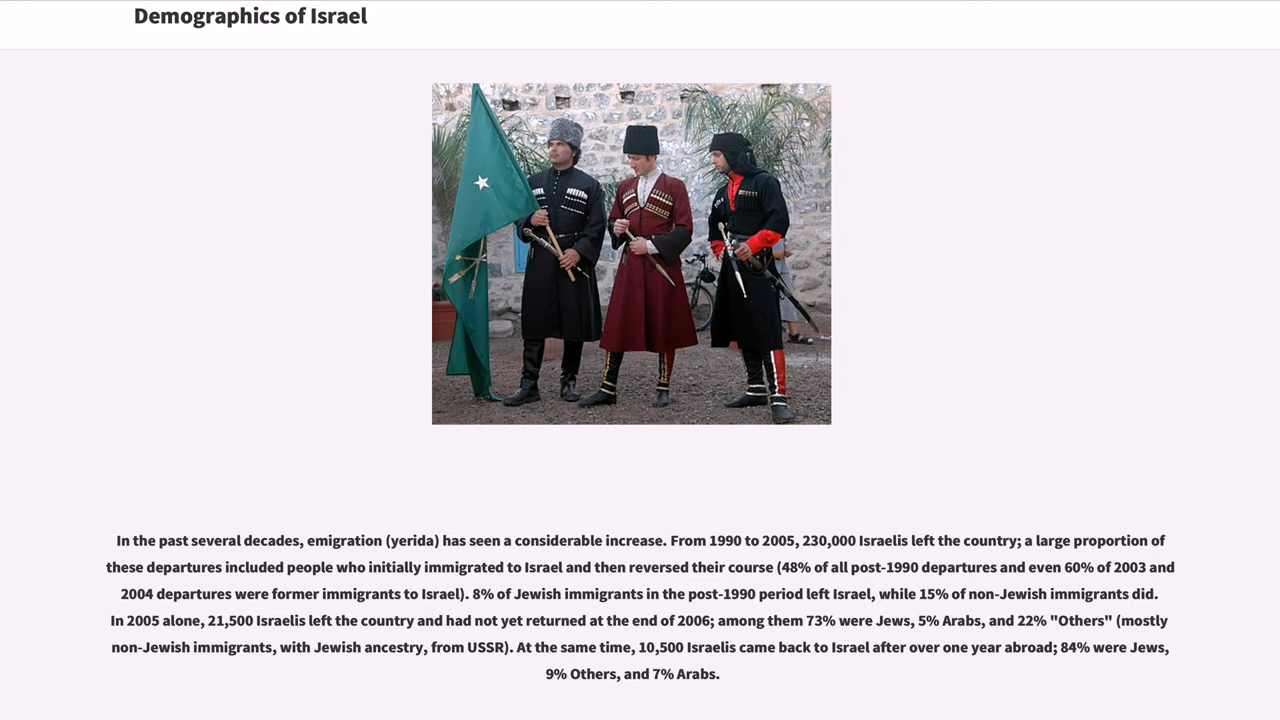 Demographics of Israel
In the past several decades, emigration (yerida) has seen a considerable increase. From 1990 to 2005, 230,000 Israelis left the country; a large proportion of
these departures included people who initially immigrated to Israel and then reversed their course (48% of all post-1990 departures and even 60% of 2003 and
2004 departures were former immigrants to Israel). 8% of Jewish immigrants in the post-1990 period left Israel, while 15% of non-Jewish immigrants did.
In 2005 alone, 21,500 Israelis left the country and had not yet returned at the end of 2006; among them 73% were Jews, 5% Arabs, and 22% "Others" (mostly
non-Jewish immigrants, with Jewish ancestry, from USSR). At the same time, 10,500 Israelis came back to Israel after over one year abroad; 84% were Jews,
9% Others, and 7% Arabs.